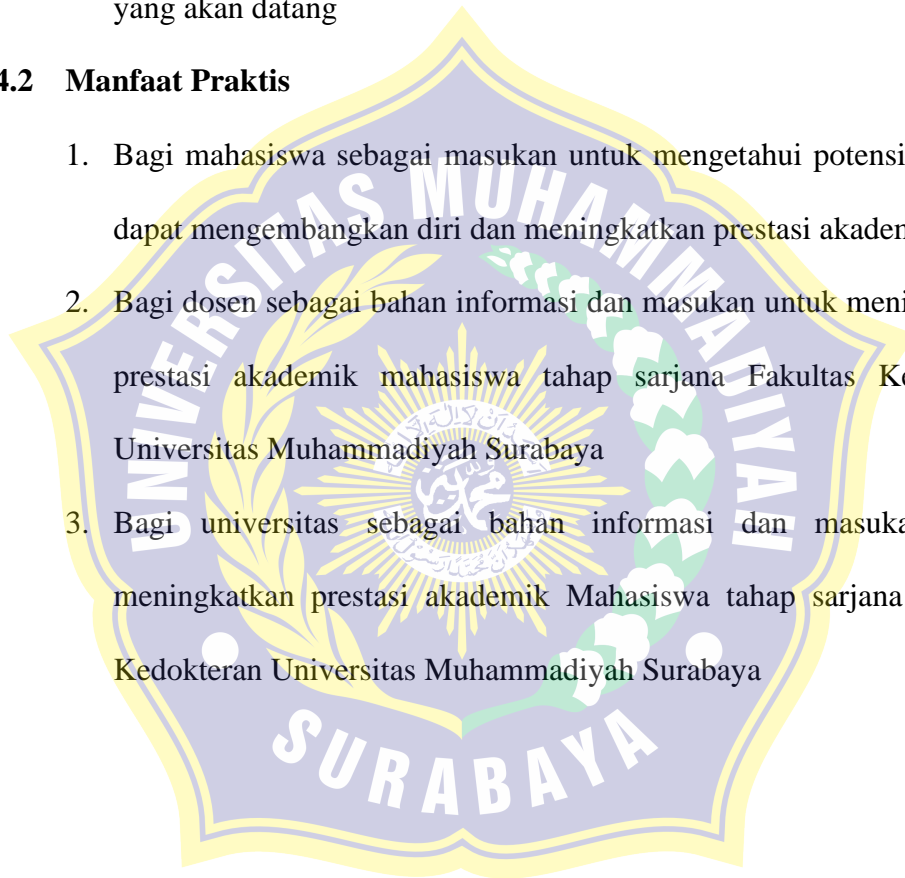 yang akan datang
4.2 Manfaat Praktis
1. Bagi mahasiswa sebagai masukan untuk mengetahui potensi
dapat mengembangkan diri dan meningkatkan prestasi akadem
2. Bagi dosen sebagai bahan informasi dan masukan untuk meni
prestasi akademik mahasiswa tahap sarjana Fakultas Ke
Universitas Muhammadiyah Surabaya
3. Bagi universitas sebagai bahan informasi dan masuka
meningkatkan prestasi akademik Mahasiswa tahap sarjana
Kedokteran Universitas Muhammadiyah Surabaya
UNIVERSITAS MUHAMMADIYAH
SURABAYA